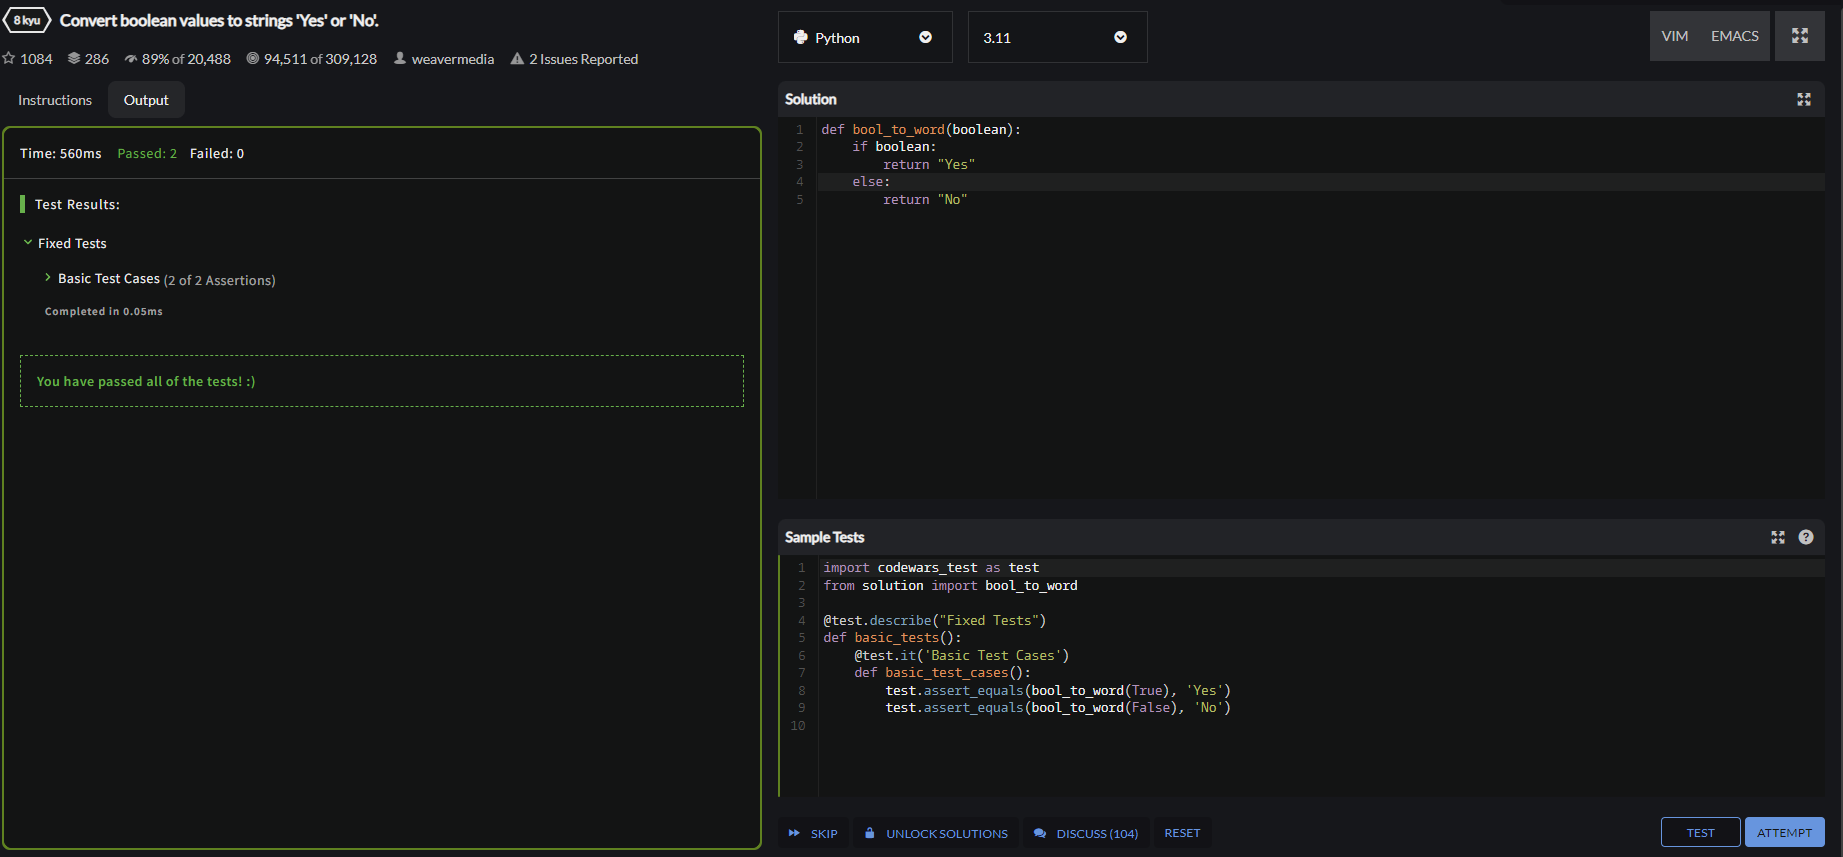 8 kyu Convert boolean values to strings 'Yes' or 'No'.
1084 286 89% of 20,488 94,511 of 309,128 weavermedia 2 Issues Reported
Instructions Output
Time: 560ms Passed: 2 Failed: 0
Test Results:
Fixed Tests
Basic Test Cases (2 of 2 Assertions)
Completed in 0.05ms
You have passed all of the tests! :)
Python 3.11 VIM EMACS
Solution
1 def bool_to_word(boolean):
2     if boolean:
3         return "Yes"
4     else:
5         return "No"
Sample Tests ?
1 import codewars_test as test
2 from solution import bool_to_word
3
4 @test.describe("Fixed Tests")
5 def basic_tests():
6     @test.it('Basic Test Cases')
7     def basic_test_cases():
8         test.assert_equals(bool_to_word(True), 'Yes')
9         test.assert_equals(bool_to_word(False), 'No')
10
SKIP UNLOCK SOLUTIONS DISCUSS (104) RESET TEST ATTEMPT